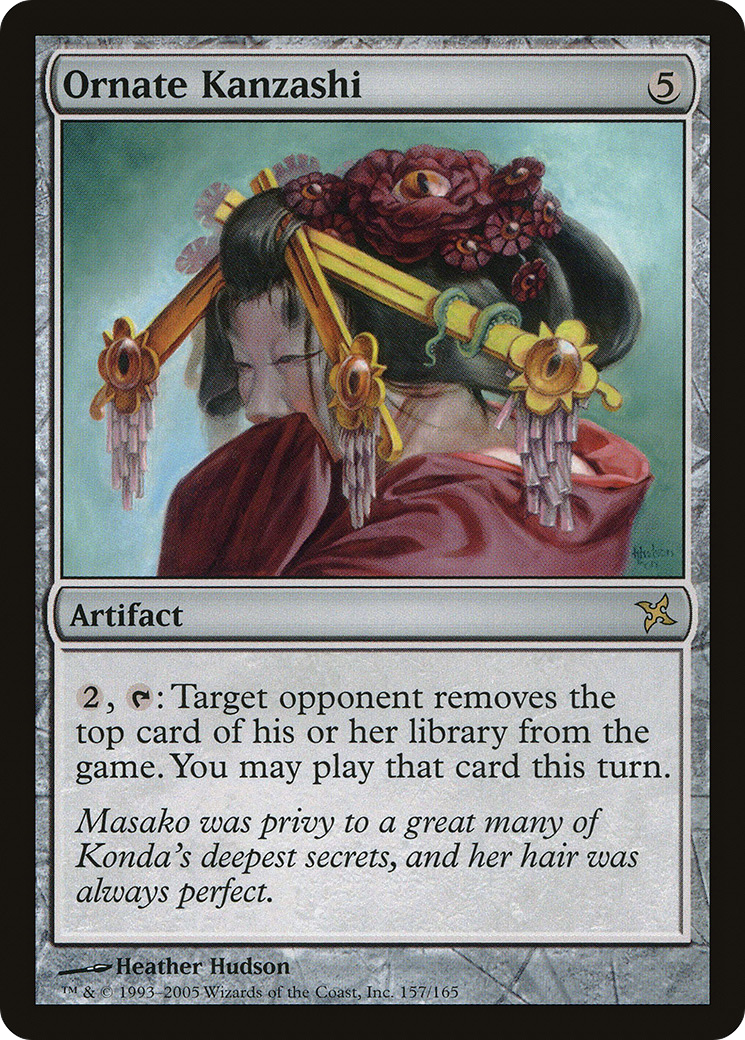 Ornate Kanzashi 5
Artifact
2, : Target opponent removes the
top card of his or her library from the
game. You may play that card this turn.
Masako was privy to a great many of
Konda's deepest secrets, and her hair was
always perfect.
Heather Hudson
™ & © 1993–2005 Wizards of the Coast, Inc. 157/165